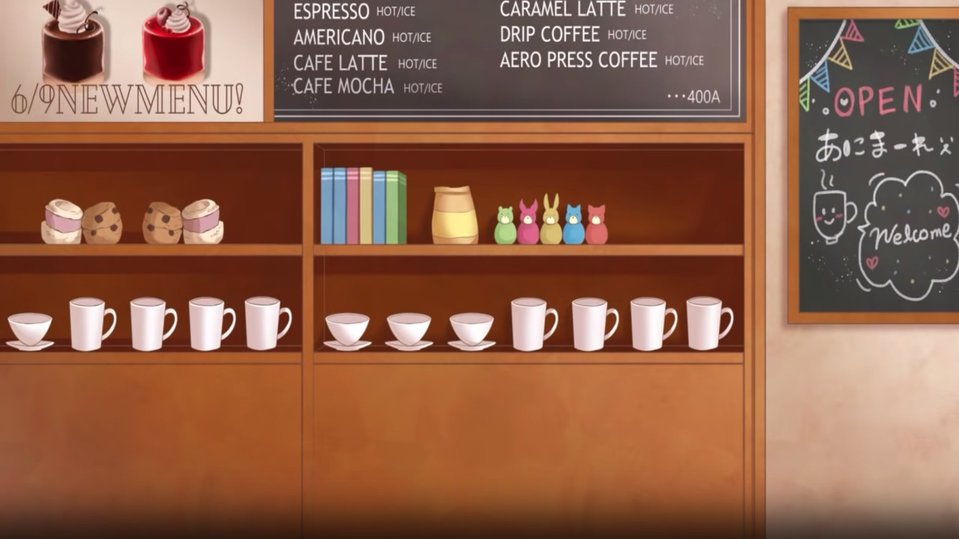 6/9NEWMENU!
ESPRESSO HOT/ICE
AMERICANO HOT/ICE
CAFE LATTE HOT/ICE
CAFE MOCHA HOT/ICE
CARAMEL LATTE HOT/ICE
DRIP COFFEE HOT/ICE
AERO PRESS COFFEE HOT/ICE
···400A
OPEN
あにまーれ
Welcome